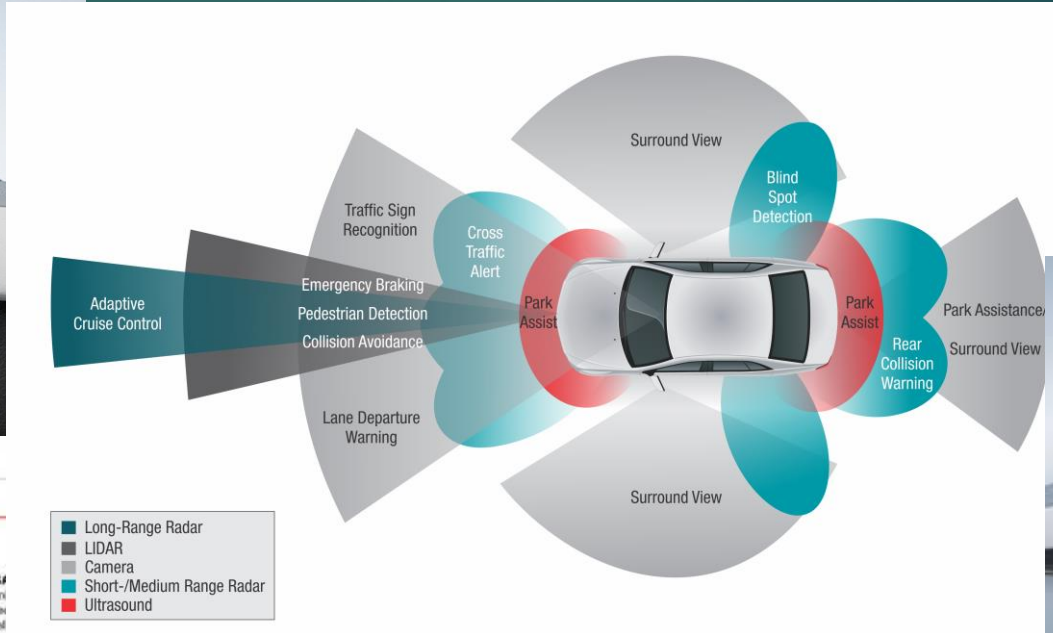 Surround View
Blind
Spot
Detection
Traffic Sign
Recognition
Cross
Traffic
Alert
Emergency Braking
Adaptive
Cruise Control
Pedestrian Detection
Collision Avoidance
Park
Assist
Park
Assist
Park Assistance/
Surround View
Rear
Collision
Warning
Lane Departure
Warning
Surround View
Long-Range Radar
LIDAR
Camera
Short-/Medium Range Radar
Ultrasound